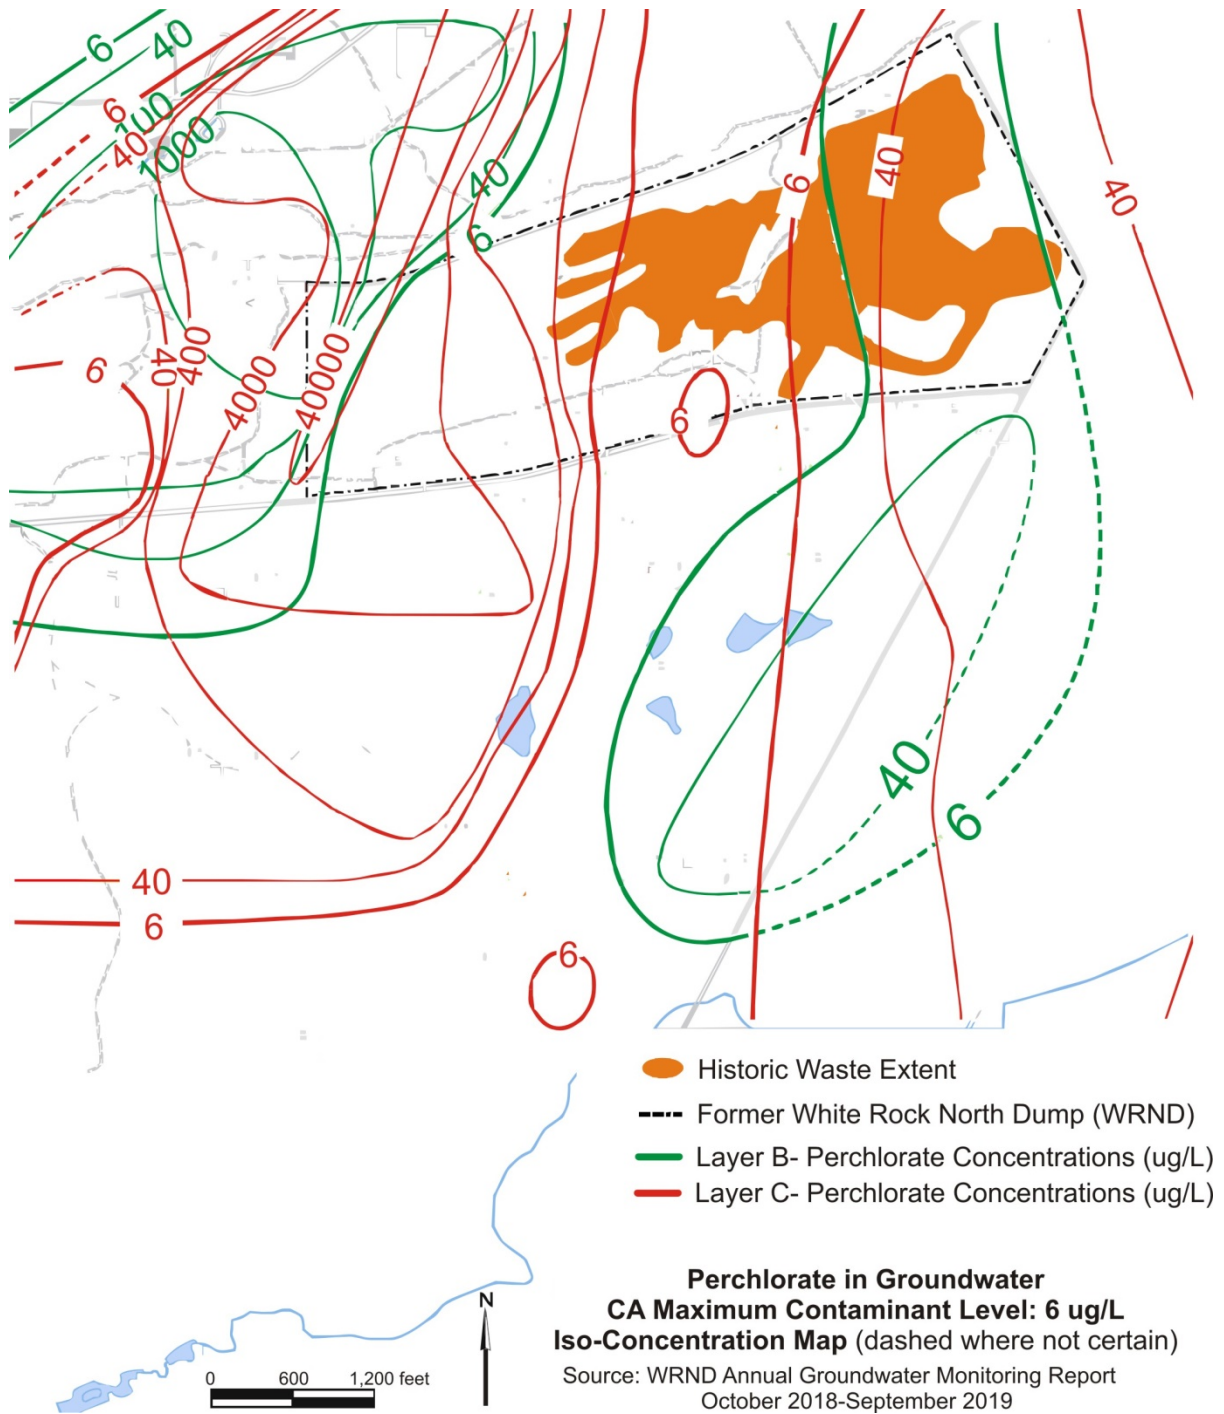 6
40
6
100
40
1000
40
6
6
40
40
6
40
400
4000
40000
6
40
6
40
6
6
Historic Waste Extent
Former White Rock North Dump (WRND)
Layer B- Perchlorate Concentrations (ug/L)
Layer C- Perchlorate Concentrations (ug/L)
Perchlorate in Groundwater
CA Maximum Contaminant Level: 6 ug/L
Iso-Concentration Map (dashed where not certain)
Source: WRND Annual Groundwater Monitoring Report
October 2018-September 2019
N
0 600 1,200 feet